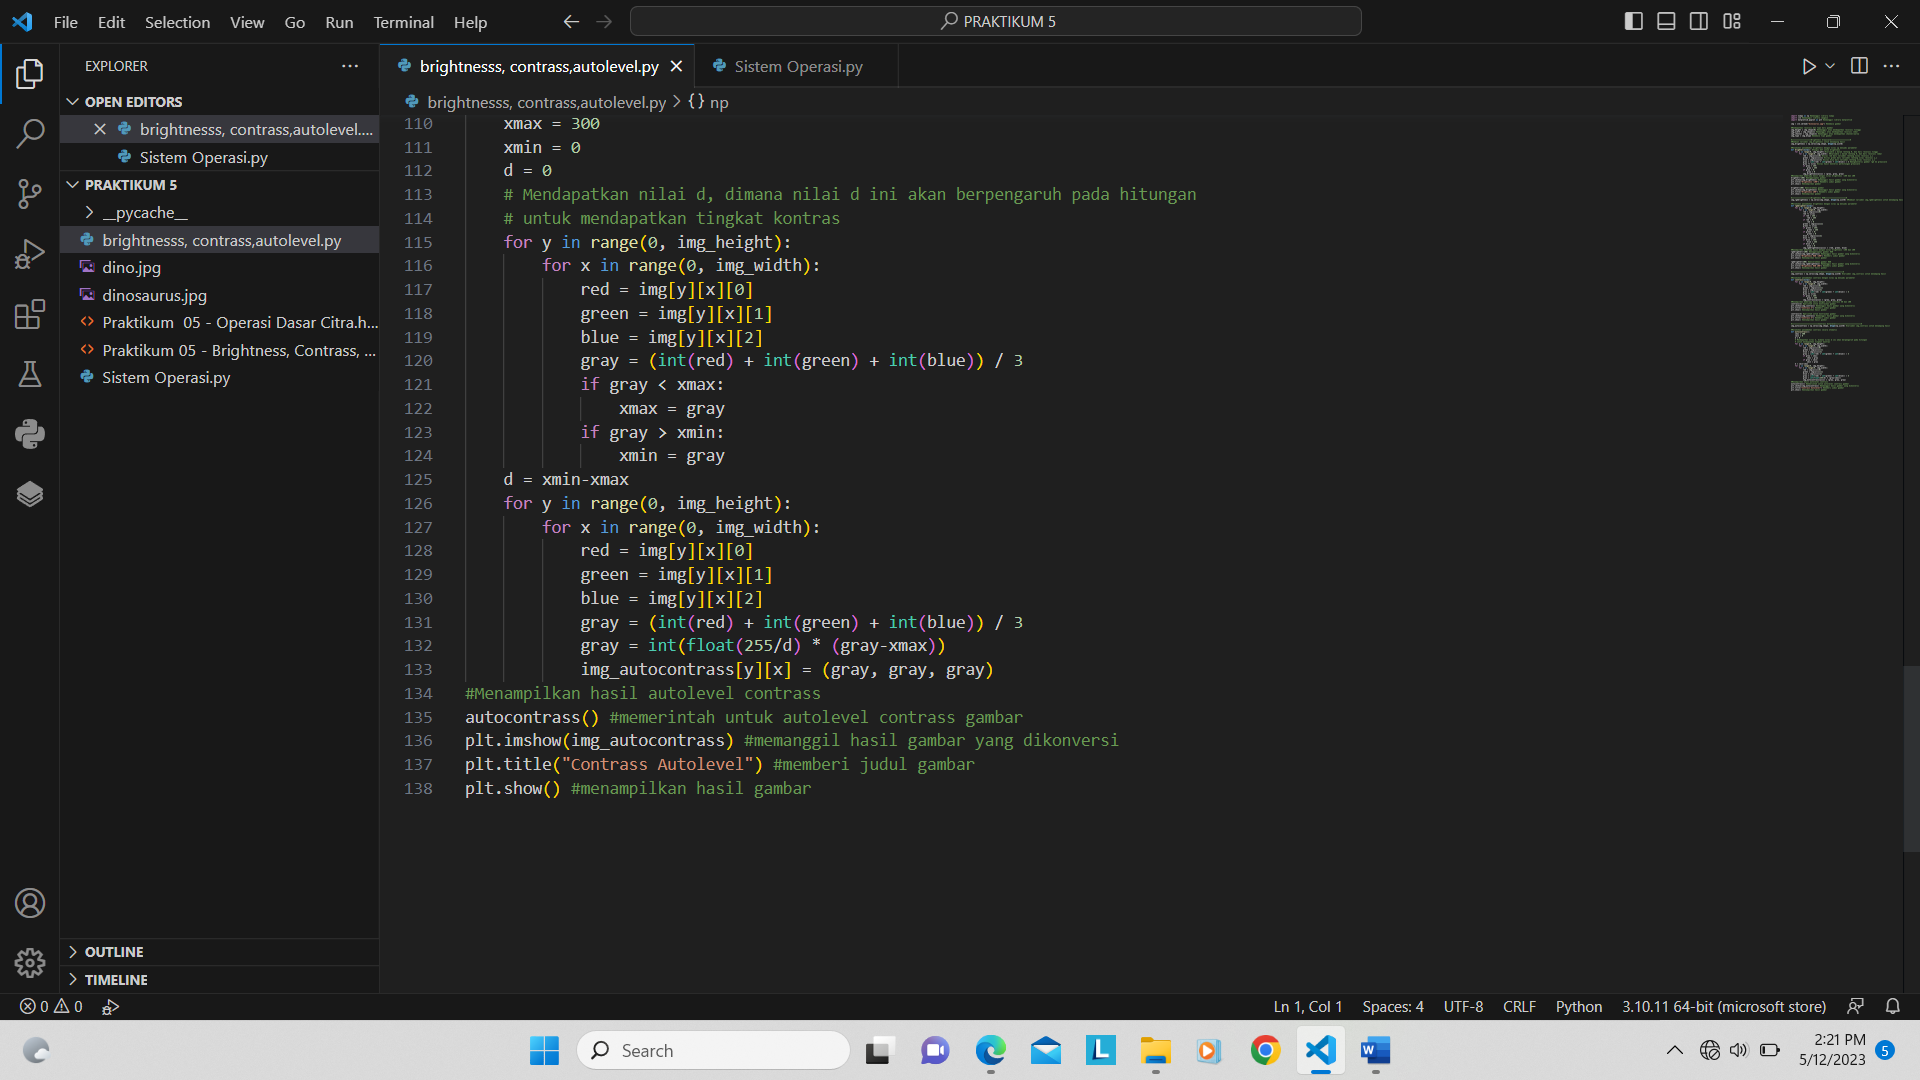 File Edit Selection View Go Run Terminal Help
PRAKTIKUM 5
EXPLORER
OPEN EDITORS
brightnesss, contrass,autolevel....
Sistem Operasi.py
PRAKTIKUM 5
__pycache__
brightnesss, contrass,autolevel.py
dino.jpg
dinosaurus.jpg
Praktikum  05 - Operasi Dasar Citra.h...
Praktikum 05 - Brightness, Contrass, ...
Sistem Operasi.py
OUTLINE
TIMELINE
brightnesss, contrass,autolevel.py
Sistem Operasi.py
brightnesss, contrass,autolevel.py > {} np
110 xmax = 300
111 xmin = 0
112 d = 0
113 # Mendapatkan nilai d, dimana nilai d ini akan berpengaruh pada hitungan
114 # untuk mendapatkan tingkat kontras
115 for y in range(0, img_height):
116 for x in range(0, img_width):
117 red = img[y][x][0]
118 green = img[y][x][1]
119 blue = img[y][x][2]
120 gray = (int(red) + int(green) + int(blue)) / 3
121 if gray < xmax:
122 xmax = gray
123 if gray > xmin:
124 xmin = gray
125 d = xmin-xmax
126 for y in range(0, img_height):
127 for x in range(0, img_width):
128 red = img[y][x][0]
129 green = img[y][x][1]
130 blue = img[y][x][2]
131 gray = (int(red) + int(green) + int(blue)) / 3
132 gray = int(float(255/d) * (gray-xmax))
133 img_autocontrass[y][x] = (gray, gray, gray)
134 #Menampilkan hasil autolevel contrass
135 autocontrass() #memerintah untuk autolevel contrass gambar
136 plt.imshow(img_autocontrass) #memanggil hasil gambar yang dikonversi
137 plt.title("Contrass Autolevel") #memberi judul gambar
138 plt.show() #menampilkan hasil gambar
0 0
Ln 1, Col 1 Spaces: 4 UTF-8 CRLF Python 3.10.11 64-bit (microsoft store)
Search
L
W
2:21 PM
5/12/2023
5